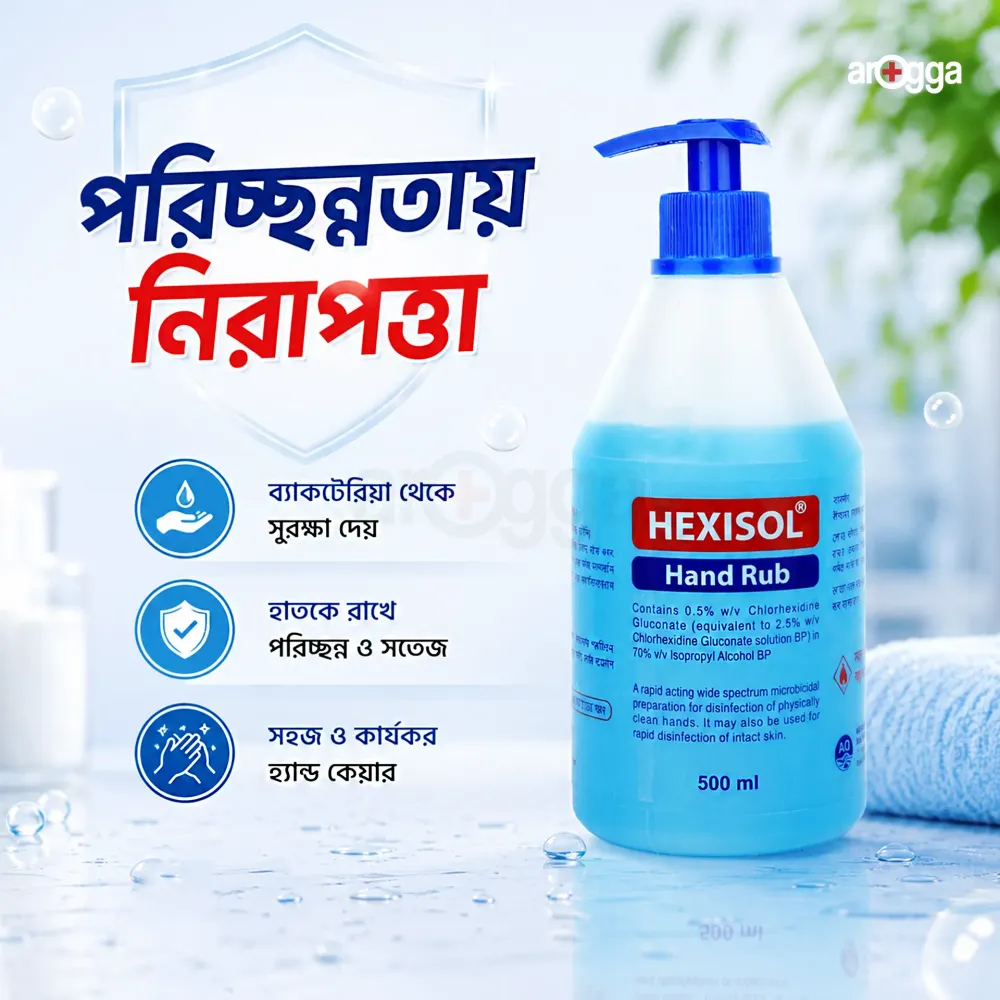 arogga
পরিচ্ছন্নতায়
নিরাপত্তা
ব্যাকটেরিয়া থেকে
সুরক্ষা দেয়
হাতকে রাখে
পরিচ্ছন্ন ও সতেজ
সহজ ও কার্যকর
হ্যান্ড কেয়ার
arogga
HEXISOL®
Hand Rub
Contains 0.5% w/v Chlorhexidine
Gluconate (equivalent to 2.5% w/v
Chlorhexidine Gluconate solution BP) in
70% v/v Isopropyl Alcohol BP
A rapid acting wide spectrum microbicidal
preparation for disinfection of physically
clean hands. It may also be used for
rapid disinfection of intact skin.
500 ml
AO